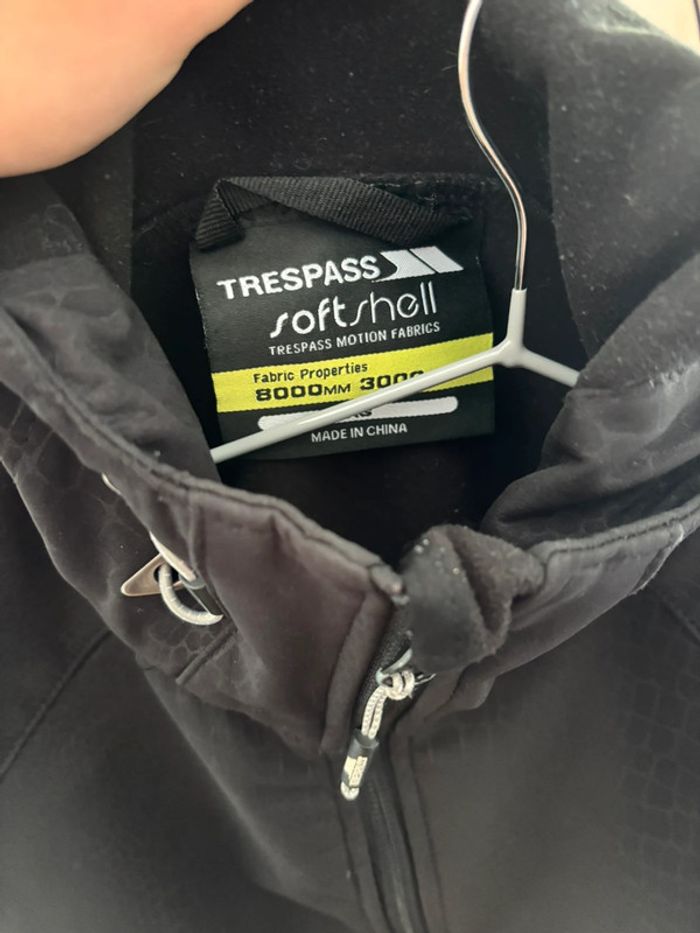 TRESPASS
softshell
TRESPASS MOTION FABRICS
Fabric Properties
8000MM
MADE IN CHINA